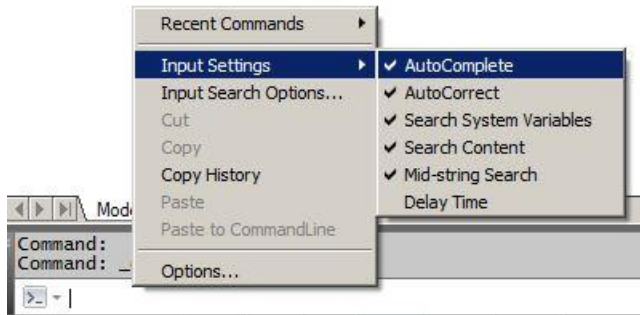 Recent Commands
Input Settings
Input Search Options...
Cut
Copy
Copy History
Paste
Paste to CommandLine
Options...
AutoComplete
AutoCorrect
Search System Variables
Search Content
Mid-string Search
Delay Time
Command:
Command: _